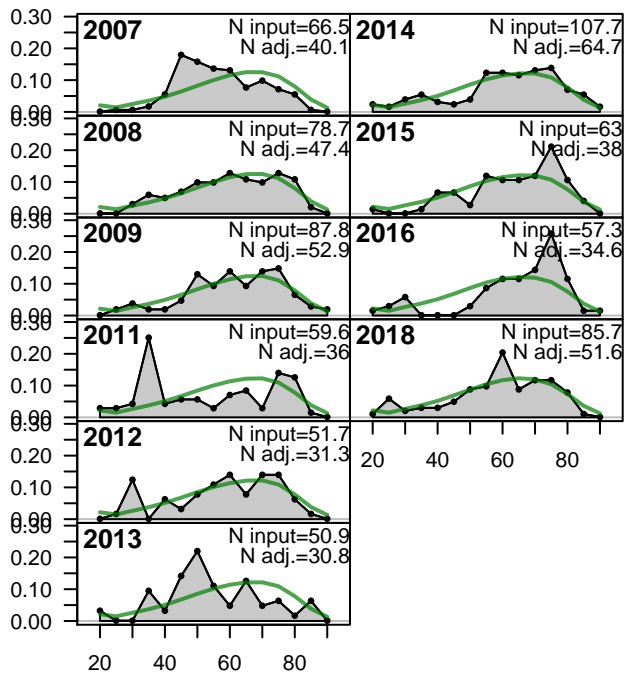 0.30
0.20
0.10
0.00
2007
N input=66.5
N adj.=40.1
2014
N input=107.7
N adj.=64.7
0.30
0.20
0.10
0.00
2008
N input=78.7
N adj.=47.4
2015
N input=63
N adj.=38
0.30
0.20
0.10
0.00
2009
N input=87.8
N adj.=52.9
2016
N input=57.3
N adj.=34.6
0.30
0.20
0.10
0.00
2011
N input=59.6
N adj.=36
2018
N input=85.7
N adj.=51.6
20 40 60 80
0.30
0.20
0.10
0.00
2012
N input=51.7
N adj.=31.3
0.30
0.20
0.10
0.00
2013
N input=50.9
N adj.=30.8
20 40 60 80